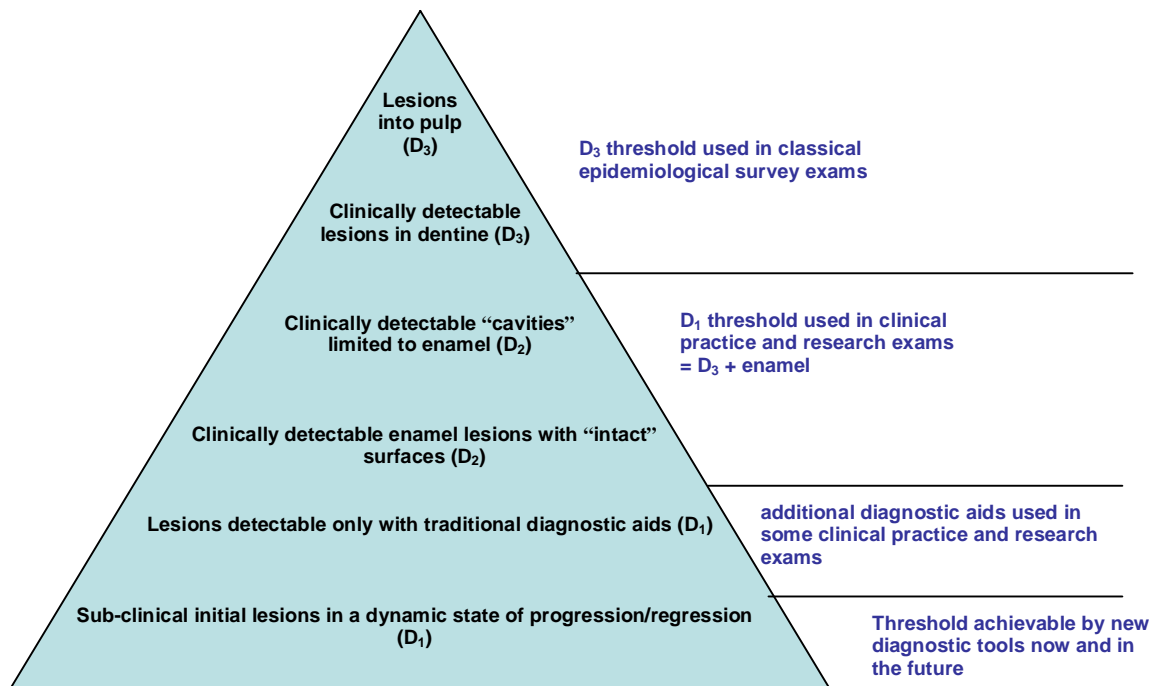 Lesions
into pulp
(D₃)
D₃ threshold used in classical
epidemiological survey exams
Clinically detectable
lesions in dentine (D₃)
Clinically detectable “cavities”
limited to enamel (D₂)
D₁ threshold used in clinical
practice and research exams
= D₃ + enamel
Clinically detectable enamel lesions with “intact”
surfaces (D₂)
Lesions detectable only with traditional diagnostic aids (D₁)
additional diagnostic aids used in
some clinical practice and research
exams
Sub-clinical initial lesions in a dynamic state of progression/regression
(D₁)
Threshold achievable by new
diagnostic tools now and in
the future